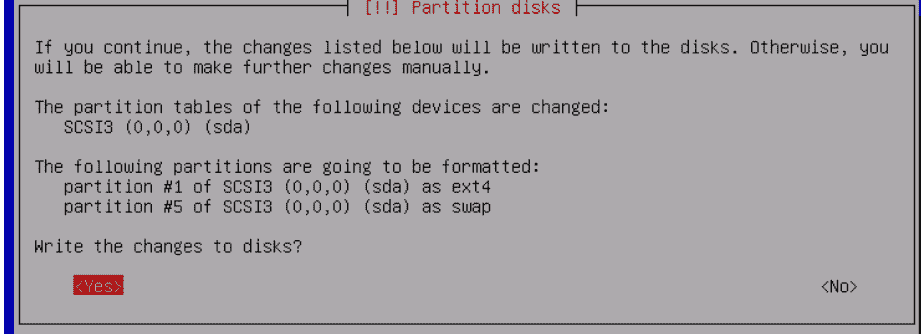 [!!] Partition disks
If you continue, the changes listed below will be written to the disks. Otherwise, you
will be able to make further changes manually.
The partition tables of the following devices are changed:
SCSI3 (0,0,0) (sda)
The following partitions are going to be formatted:
partition #1 of SCSI3 (0,0,0) (sda) as ext4
partition #5 of SCSI3 (0,0,0) (sda) as swap
Write the changes to disks?
<Yes> <No>